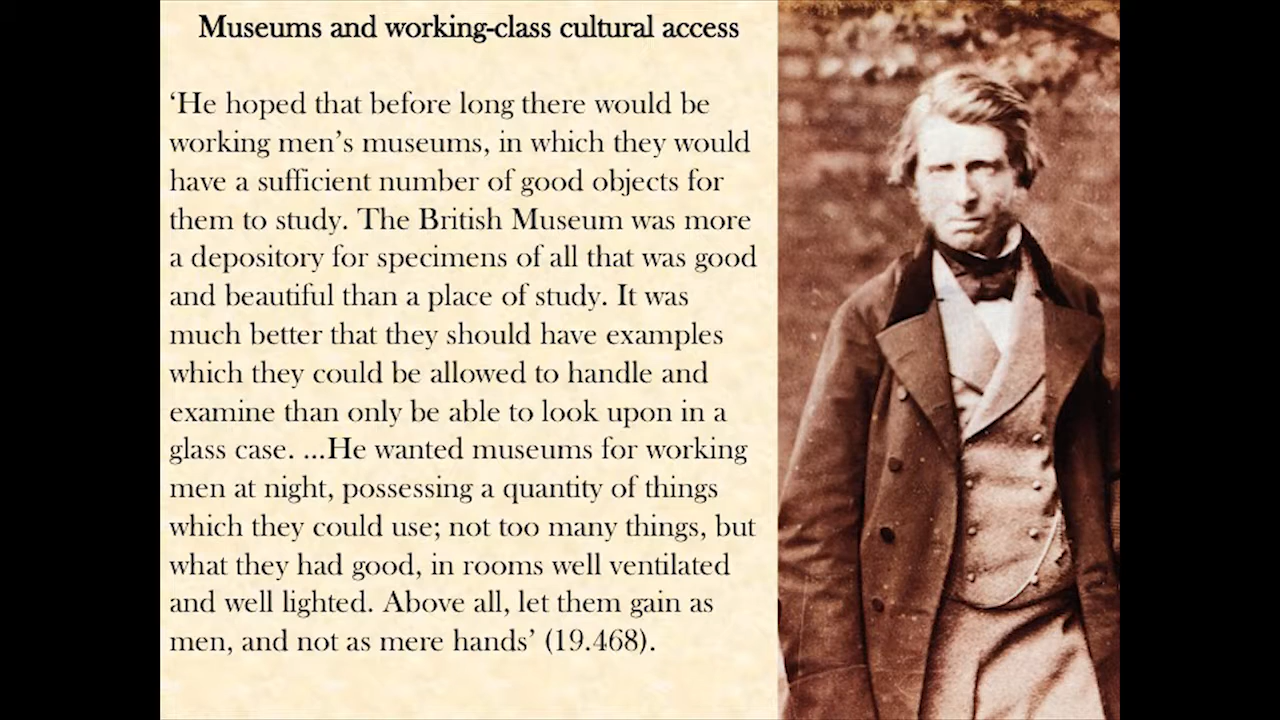 Museums and working-class cultural access
‘He hoped that before long there would be
working men’s museums, in which they would
have a sufficient number of good objects for
them to study. The British Museum was more
a depository for specimens of all that was good
and beautiful than a place of study. It was
much better that they should have examples
which they could be allowed to handle and
examine than only be able to look upon in a
glass case. ...He wanted museums for working
men at night, possessing a quantity of things
which they could use; not too many things, but
what they had good, in rooms well ventilated
and well lighted. Above all, let them gain as
men, and not as mere hands’ (19.468).